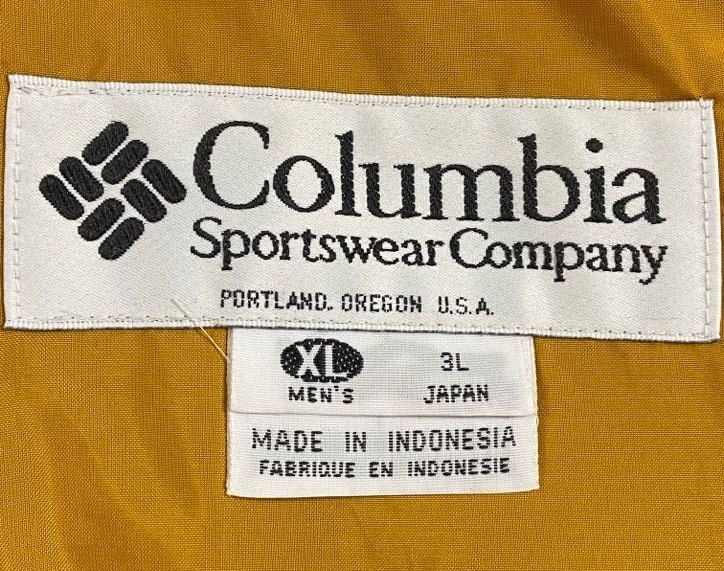 Columbia
Sportswear Company
PORTLAND. OREGON U.S.A.
XL 3L
MEN'S JAPAN
MADE IN INDONESIA
FABRIQUE EN INDONESIE